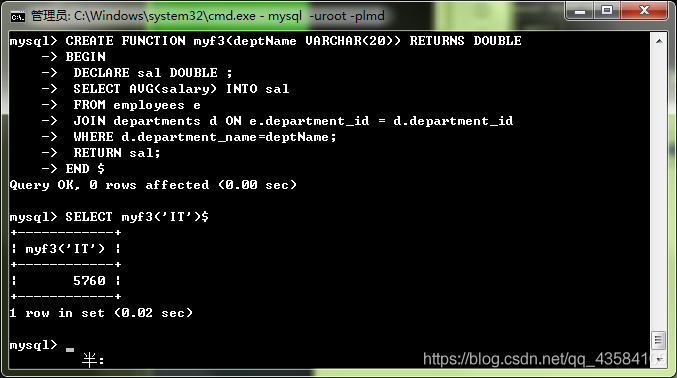 管理员: C:\Windows\system32\cmd.exe - mysql  -uroot -plmd
mysql> CREATE FUNCTION myf3(deptName VARCHAR(20)) RETURNS DOUBLE
    -> BEGIN
    ->  DECLARE sal DOUBLE ;
    ->  SELECT AVG(salary) INTO sal
    ->  FROM employees e
    ->  JOIN departments d ON e.department_id = d.department_id
    ->  WHERE d.department_name=deptName;
    ->  RETURN sal;
    -> END $
Query OK, 0 rows affected (0.00 sec)
mysql> SELECT myf3('IT')$
+------------+
| myf3('IT') |
+------------+
|       5760 |
+------------+
1 row in set (0.02 sec)
mysql> _
半:
https://blog.csdn.net/qq_43584106